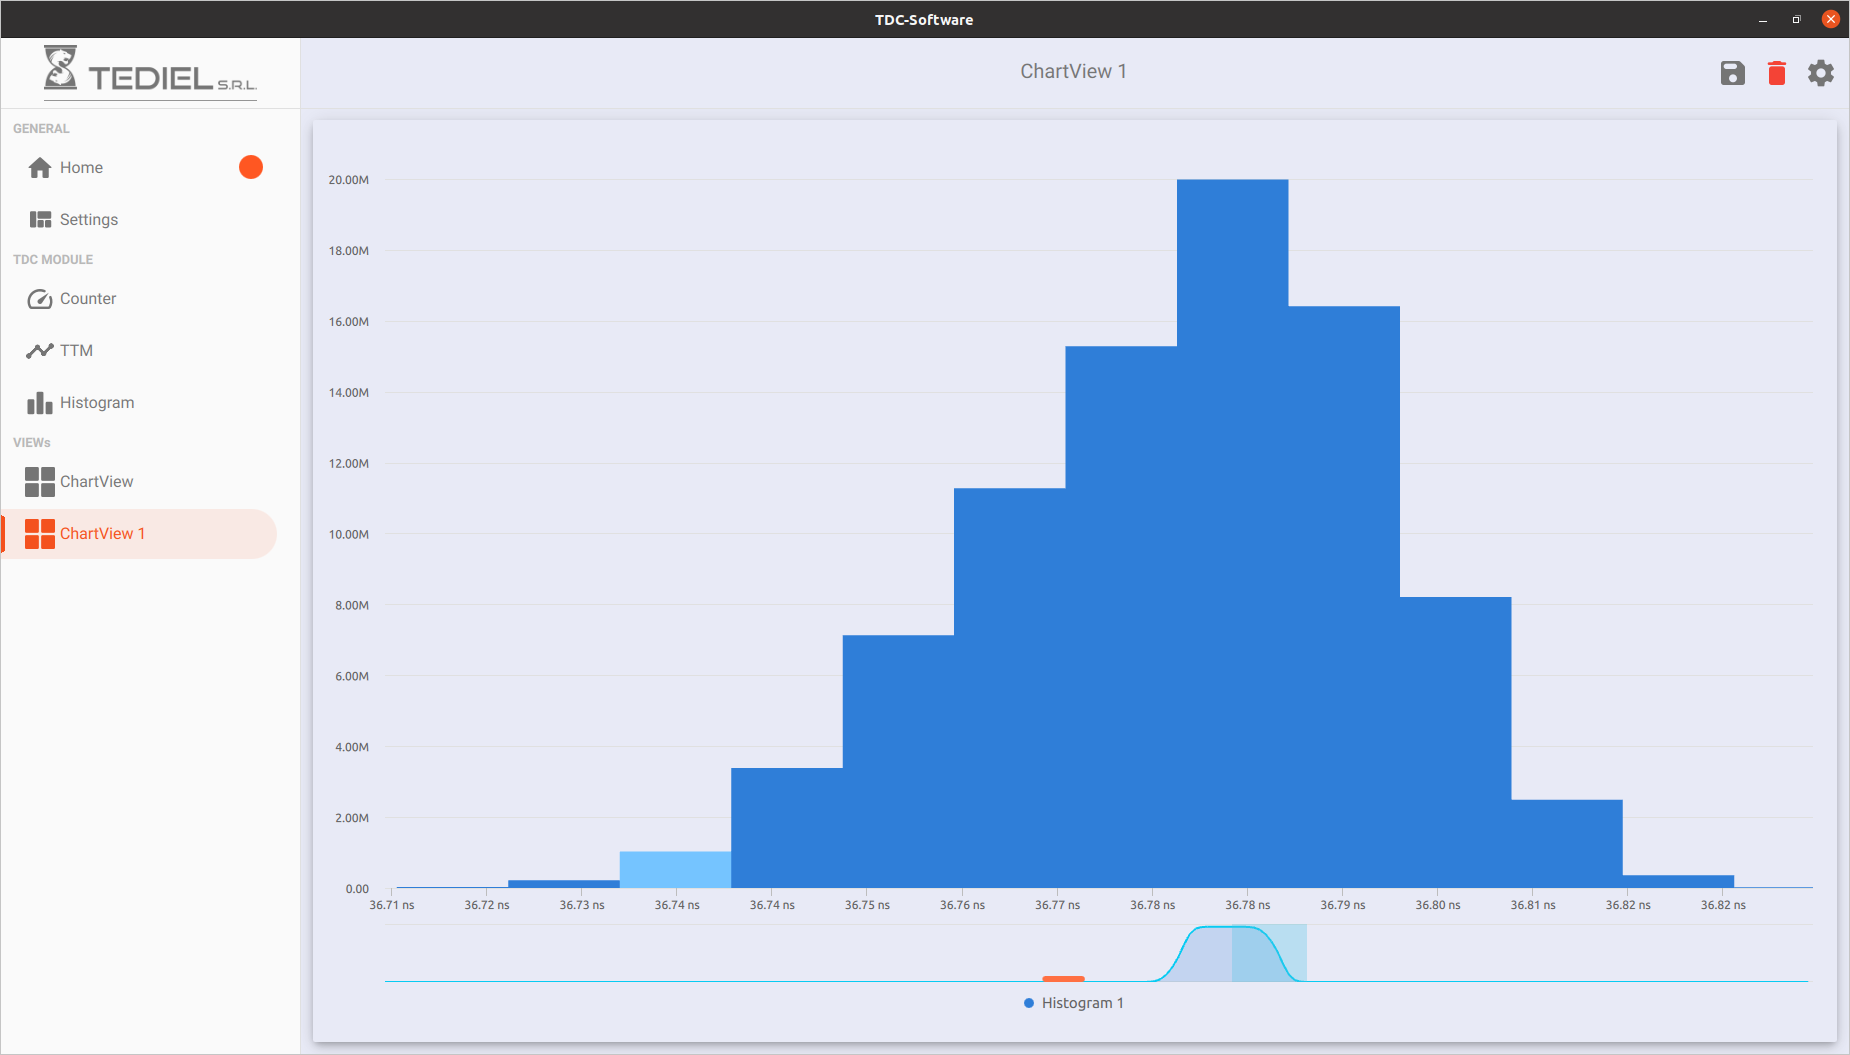 TDC-Software
TEDIEL S.R.L.
ChartView 1
GENERAL
Home
Settings
TDC MODULE
Counter
TTM
Histogram
VIEWs
ChartView
ChartView 1
20.00M
18.00M
16.00M
14.00M
12.00M
10.00M
8.00M
6.00M
4.00M
2.00M
0.00
36.71 ns 36.72 ns 36.73 ns 36.74 ns 36.74 ns 36.75 ns 36.76 ns 36.77 ns 36.78 ns 36.78 ns 36.79 ns 36.80 ns 36.81 ns 36.82 ns 36.82 ns
Histogram 1